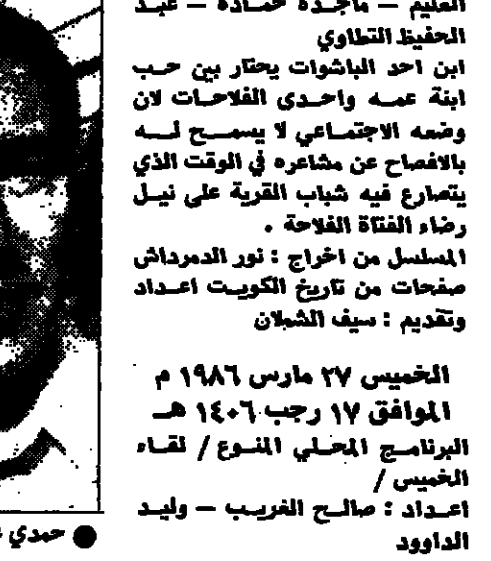 العليم — ماجدة حمادة — عبد
الحفيظ التطاوي
ابن احد الباشوات يحتار بين حب
ابنة عمه واحدى الفلاحات لان
وضعه الاجتماعي لا يسمح له
بالافصاح عن مشاعره في الوقت الذي
يتصارع فيه شباب القرية على نيل
رضاء الفتاة الفلاحة .
المسلسل من اخراج : نور الدمرداش
صفحات من تاريخ الكويت اعداد
وتقديم : سيف الشملان
الخميس ٢٧ مارس ١٩٨٦ م
الموافق ١٧ رجب ١٤٠٦ هـ
البرنامج المحلي المنوع / لقاء
الخميس /
اعداد : صالح الغريب — وليد
الداوود
حمدي